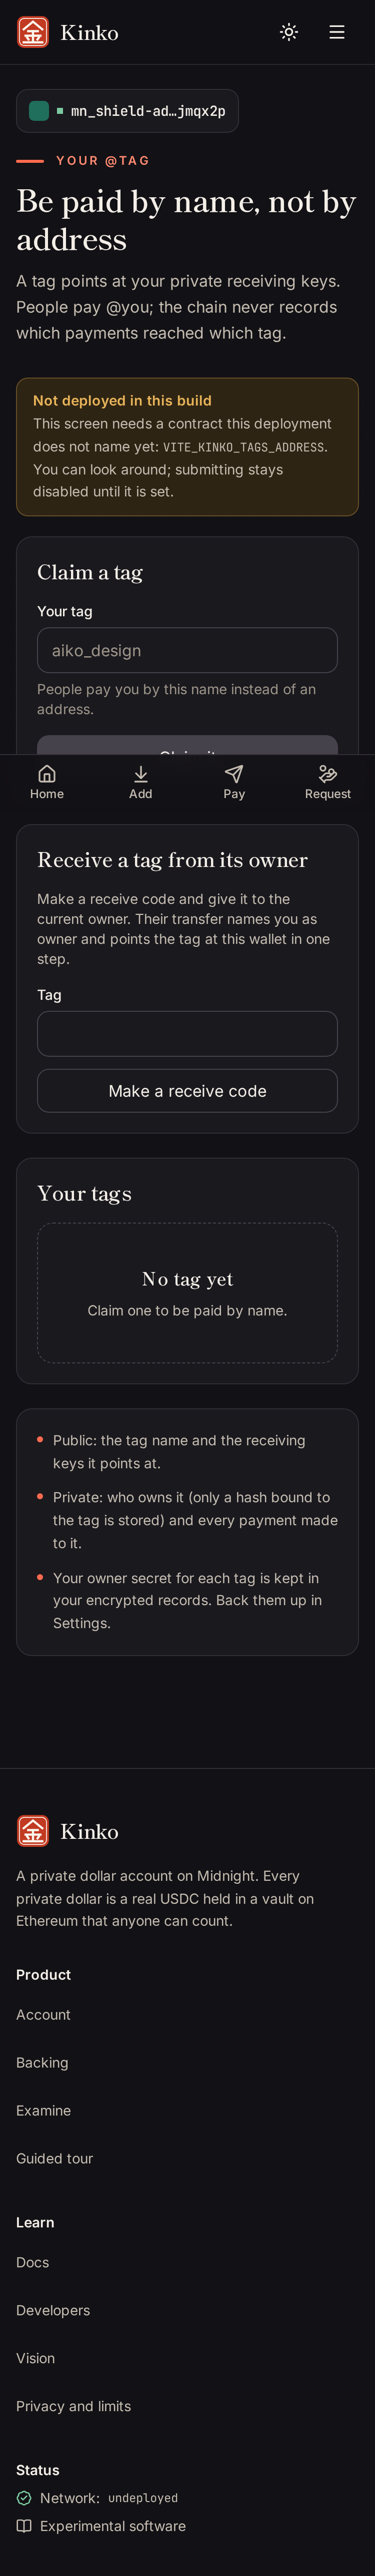 金 Kinko
mn_shield-ad…jmqx2p
YOUR @TAG
Be paid by name, not by
address
A tag points at your private receiving keys.
People pay @you; the chain never records
which payments reached which tag.
Not deployed in this build
This screen needs a contract this deployment
does not name yet: VITE_KINKO_TAGS_ADDRESS.
You can look around; submitting stays
disabled until it is set.
Claim a tag
Your tag
aiko_design
People pay you by this name instead of an
address.
Home Add Pay Request
Receive a tag from its owner
Make a receive code and give it to the
current owner. Their transfer names you as
owner and points the tag at this wallet in one
step.
Tag
Make a receive code
Your tags
No tag yet
Claim one to be paid by name.
Public: the tag name and the receiving
keys it points at.
Private: who owns it (only a hash bound to
the tag is stored) and every payment made
to it.
Your owner secret for each tag is kept in
your encrypted records. Back them up in
Settings.
金 Kinko
A private dollar account on Midnight. Every
private dollar is a real USDC held in a vault on
Ethereum that anyone can count.
Product
Account
Backing
Examine
Guided tour
Learn
Docs
Developers
Vision
Privacy and limits
Status
Network: undeployed
Experimental software